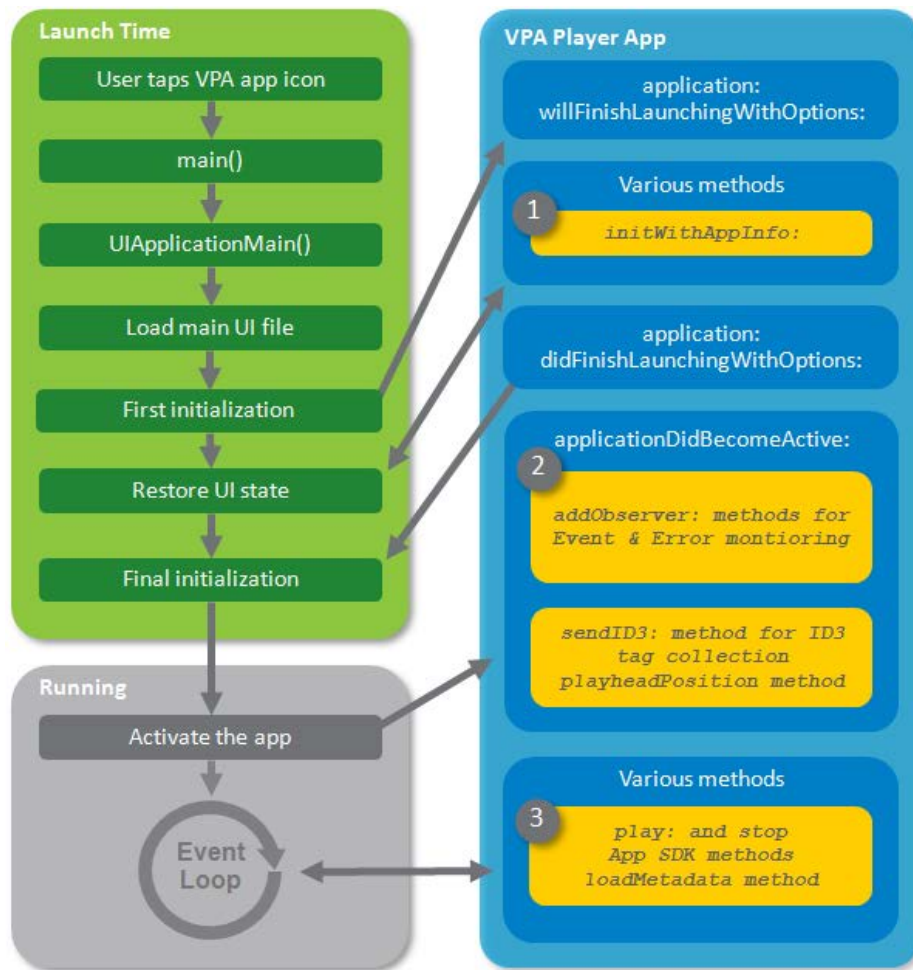 Launch Time
User taps VPA app icon
main()
UIApplicationMain()
Load main UI file
First initialization
Restore UI state
Final initialization
Running
Activate the app
Event
Loop
VPA Player App
application:
willFinishLaunchingWithOptions:
Various methods
1
initWithAppInfo:
application:
didFinishLaunchingWithOptions:
applicationDidBecomeActive:
2
addObserver: methods for
Event & Error montioring
sendID3: method for ID3
tag collection
playheadPosition method
Various methods
3
play: and stop
App SDK methods
loadMetadata method